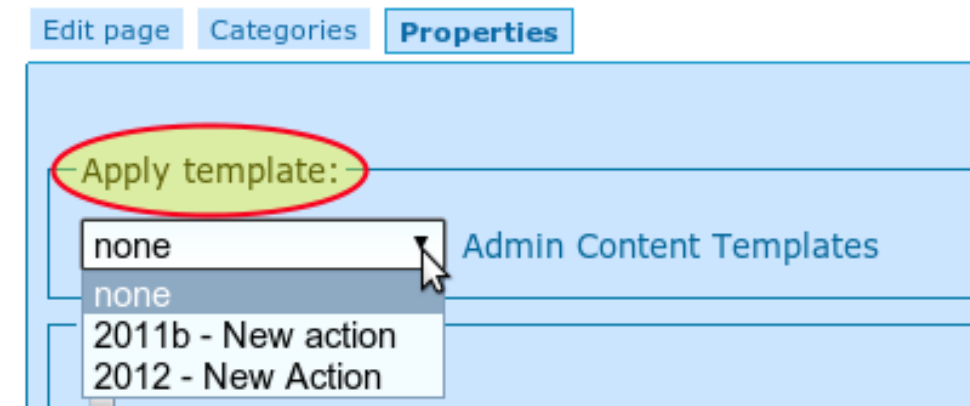 Edit page Categories Properties
Apply template:
none Admin Content Templates
none
2011b - New action
2012 - New Action